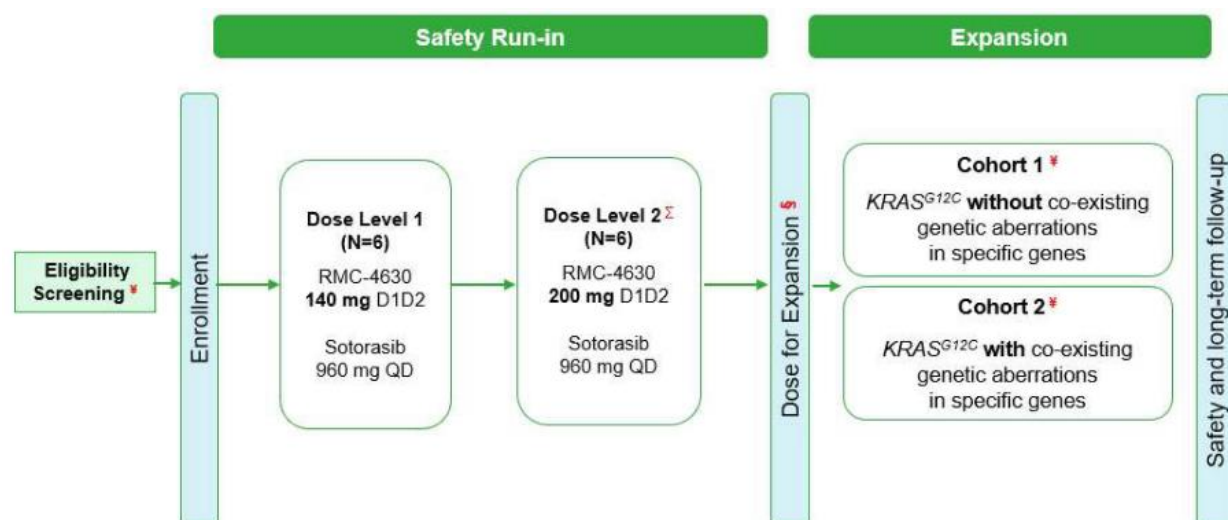 Safety Run-in
Expansion
Eligibility
Screening ¥
Enrollment
Dose Level 1
(N=6)
RMC-4630
140 mg D1D2
Sotorasib
960 mg QD
Dose Level 2 Σ
(N=6)
RMC-4630
200 mg D1D2
Sotorasib
960 mg QD
Dose for Expansion §
Cohort 1 ¥
KRASG12C without co-existing
genetic aberrations
in specific genes
Cohort 2 ¥
KRASG12C with co-existing
genetic aberrations
in specific genes
Safety and long-term follow-up